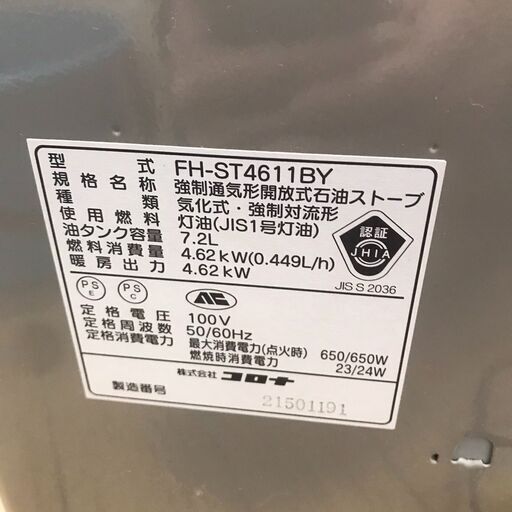 型式 FH-ST4611BY
規格名称 強制通気形開放式石油ストーブ
種類 気化式・強制対流形
使用燃料 灯油(JIS1号灯油)
油タンク容量 7.2L
燃料消費量 4.62kW(0.449L/h)
暖房出力 4.62kW
認証
JHIA
JIS S 2036
PS E
PS C
定格電圧 100V
定格周波数 50/60Hz
定格消費電力 最大消費電力(点火時) 650/650W
燃焼時消費電力 23/24W
株式会社 コロナ
製造番号 21501191